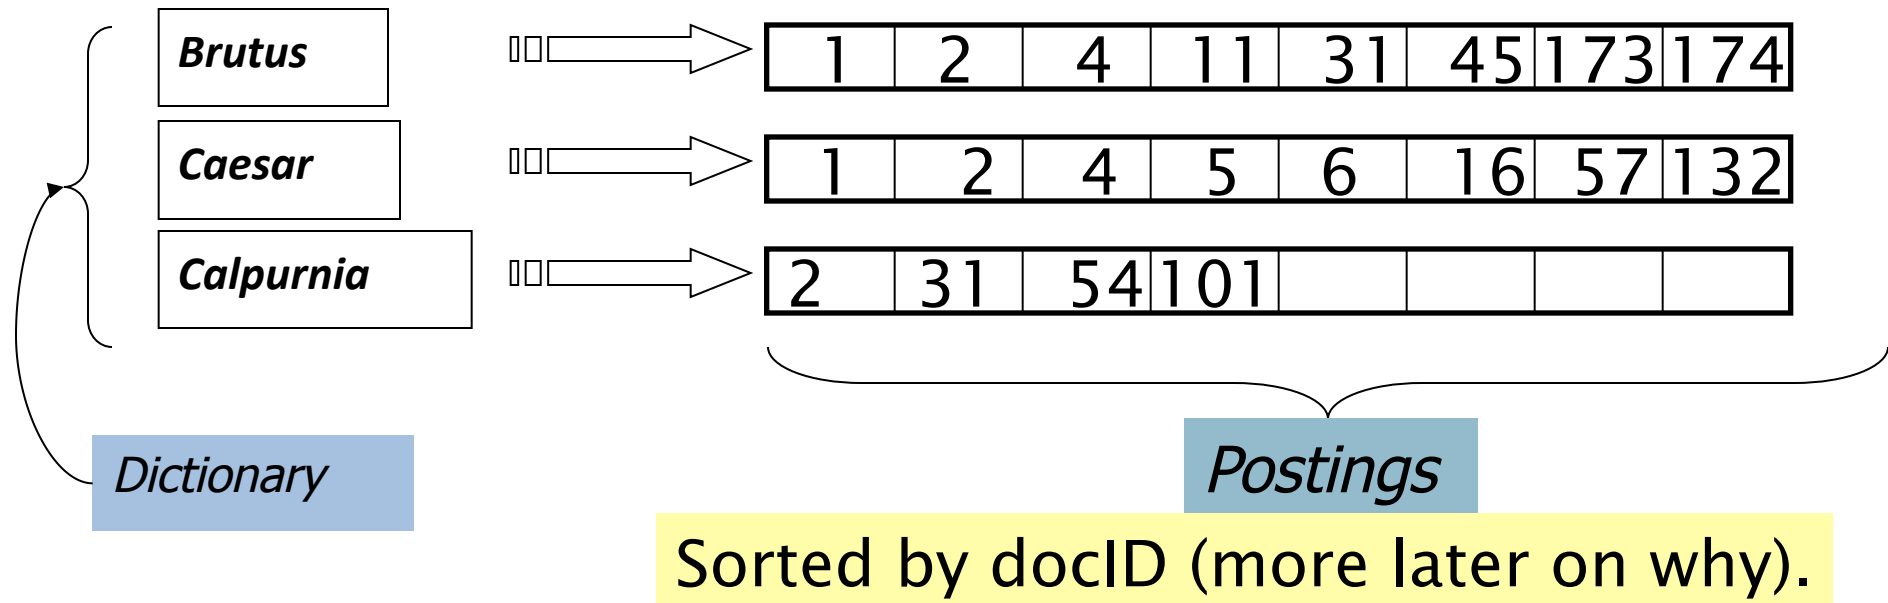 Brutus 1 2 4 11 31 45 173 174
Caesar 1 2 4 5 6 16 57 132
Calpurnia 2 31 54 101
Dictionary
Postings
Sorted by docID (more later on why).